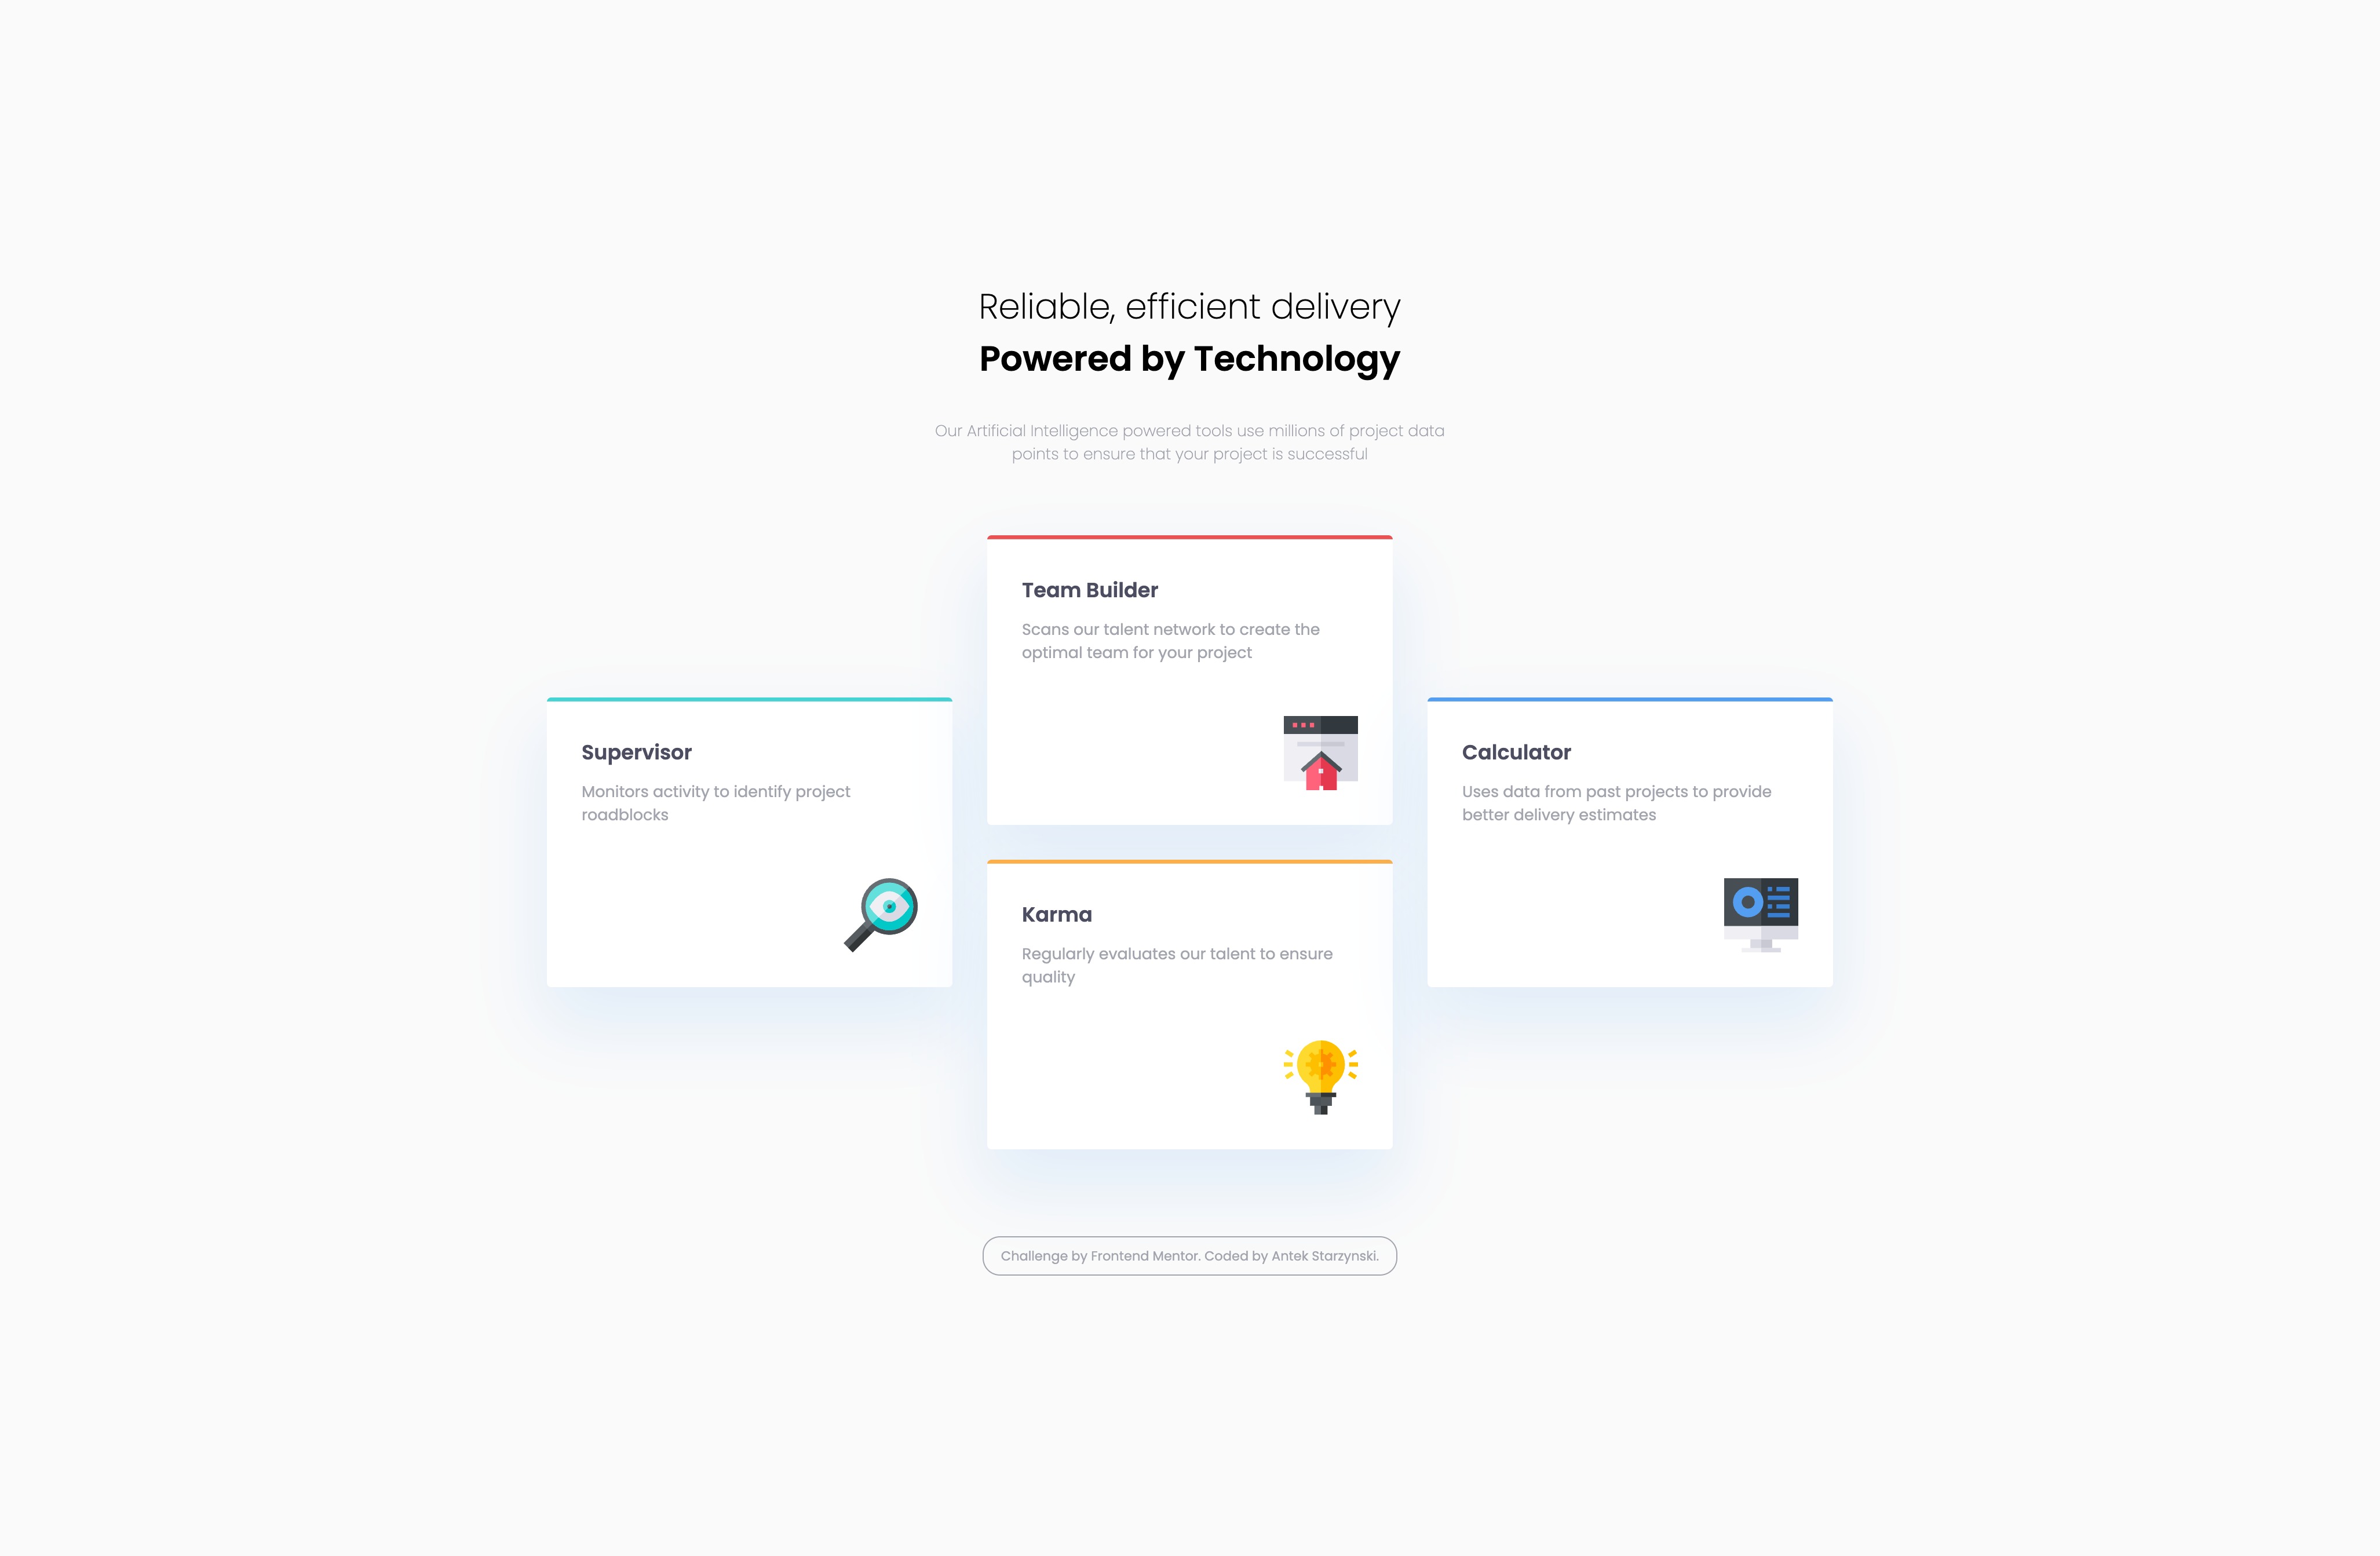 Reliable, efficient delivery
Powered by Technology
Our Artificial Intelligence powered tools use millions of project data
points to ensure that your project is successful
Supervisor
Monitors activity to identify project
roadblocks
Team Builder
Scans our talent network to create the
optimal team for your project
Karma
Regularly evaluates our talent to ensure
quality
Calculator
Uses data from past projects to provide
better delivery estimates
Challenge by Frontend Mentor. Coded by Antek Starzynski.